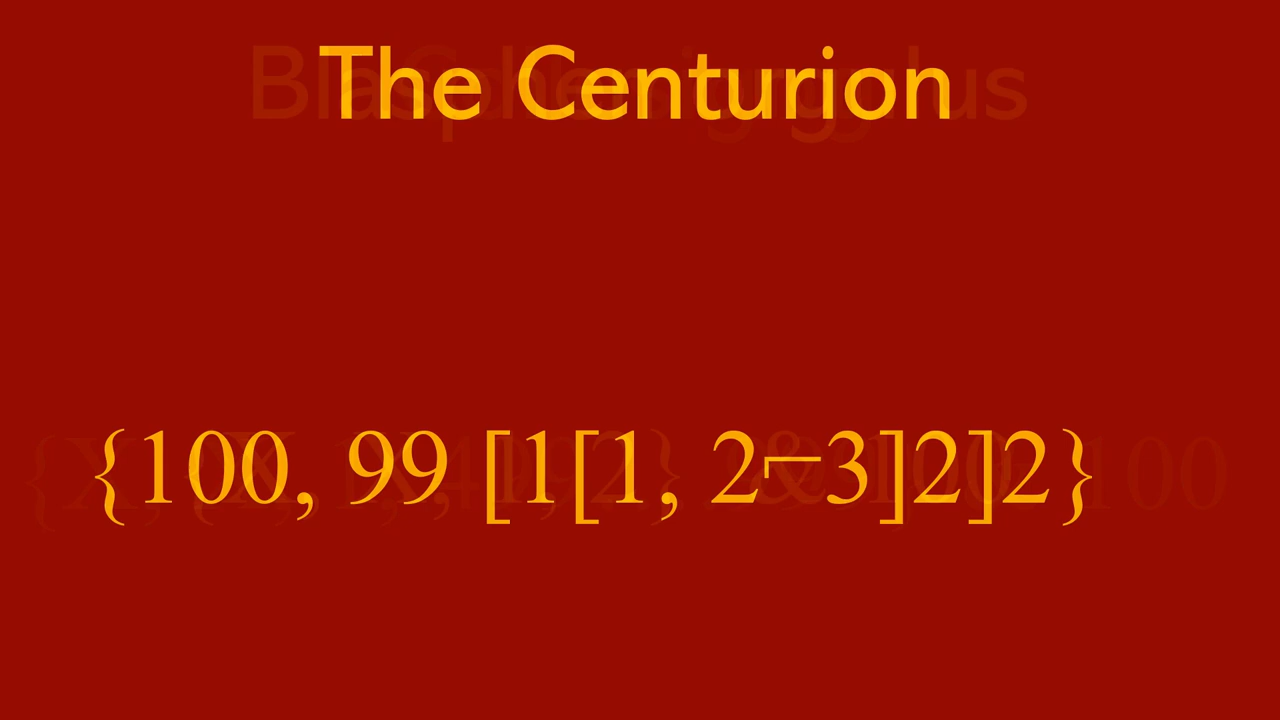 The Centurion
{100, 99 [1[1, 2⌐3]2]2}